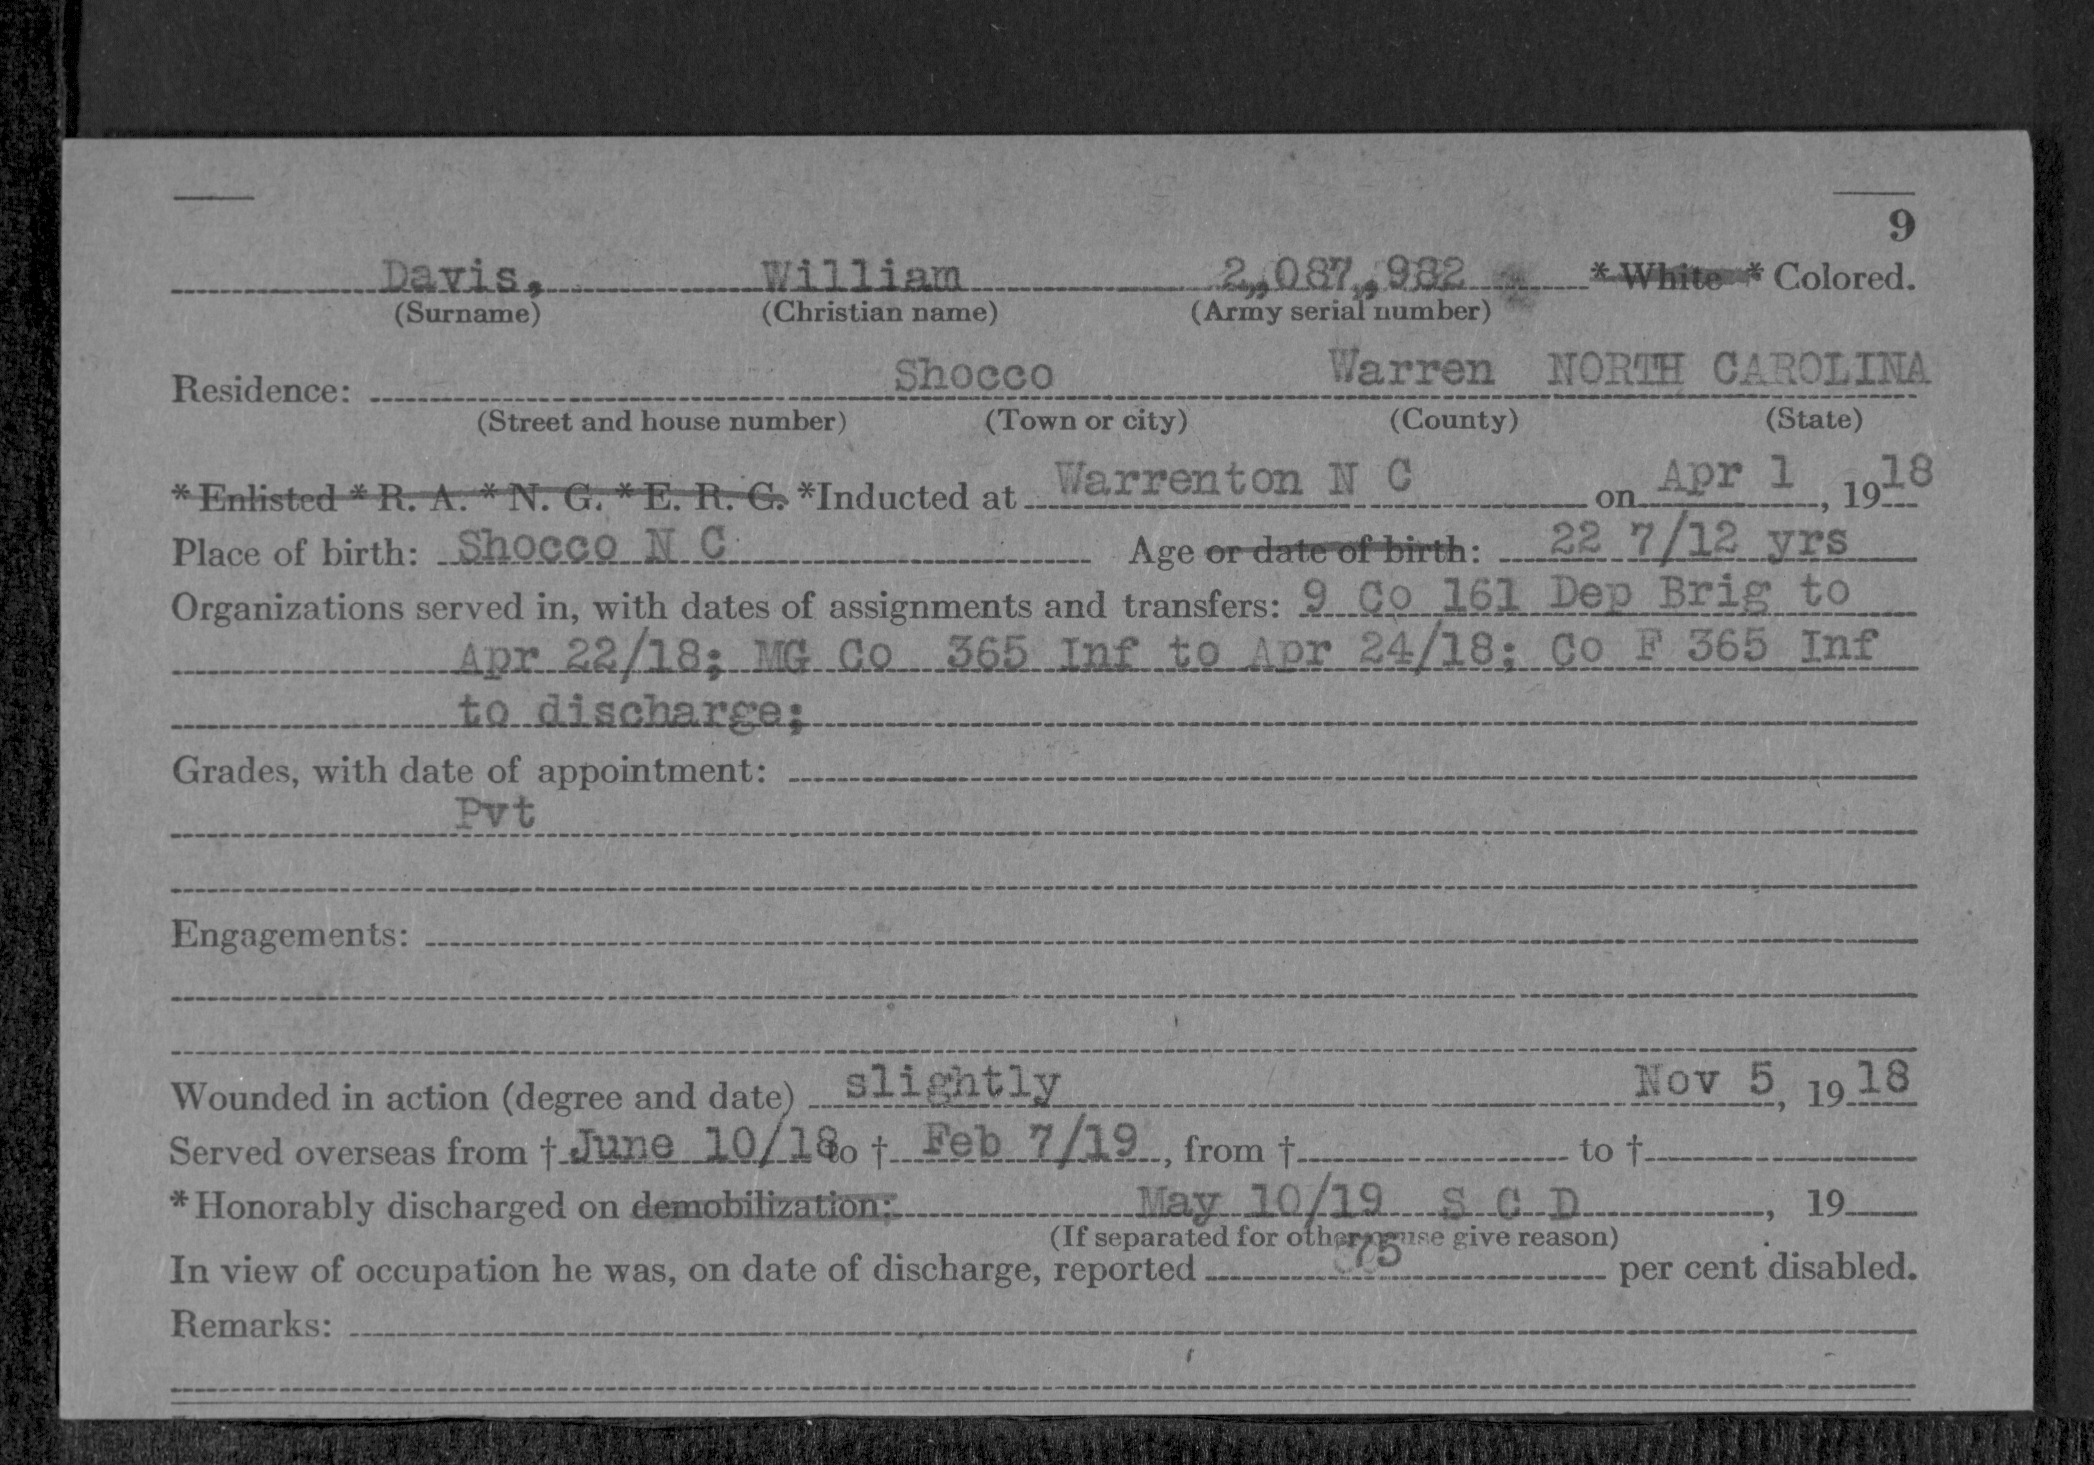 9
Davis, William 2,087,982 * White * Colored.
(Surname) (Christian name) (Army serial number)
Residence: Shocco Warren NORTH CAROLINA
(Street and house number) (Town or city) (County) (State)
* Enlisted * R. A. * N. G. * E. R. G. *Inducted at Warrenton N C on Apr 1, 1918
Place of birth: Shocco N C Age or date of birth: 22 7/12 yrs
Organizations served in, with dates of assignments and transfers: 9 Co 161 Dep Brig to
Apr 22/18; MG Co 365 Inf to Apr 24/18; Co F 365 Inf
to discharge;
Grades, with date of appointment:
Pvt
Engagements:
Wounded in action (degree and date) slightly Nov 5, 1918
Served overseas from † June 10/18 to † Feb 7/19, from † to †
* Honorably discharged on demobilization: May 10/19 S C D, 19
(If separated for other cause give reason)
In view of occupation he was, on date of discharge, reported 75 per cent disabled.
Remarks: